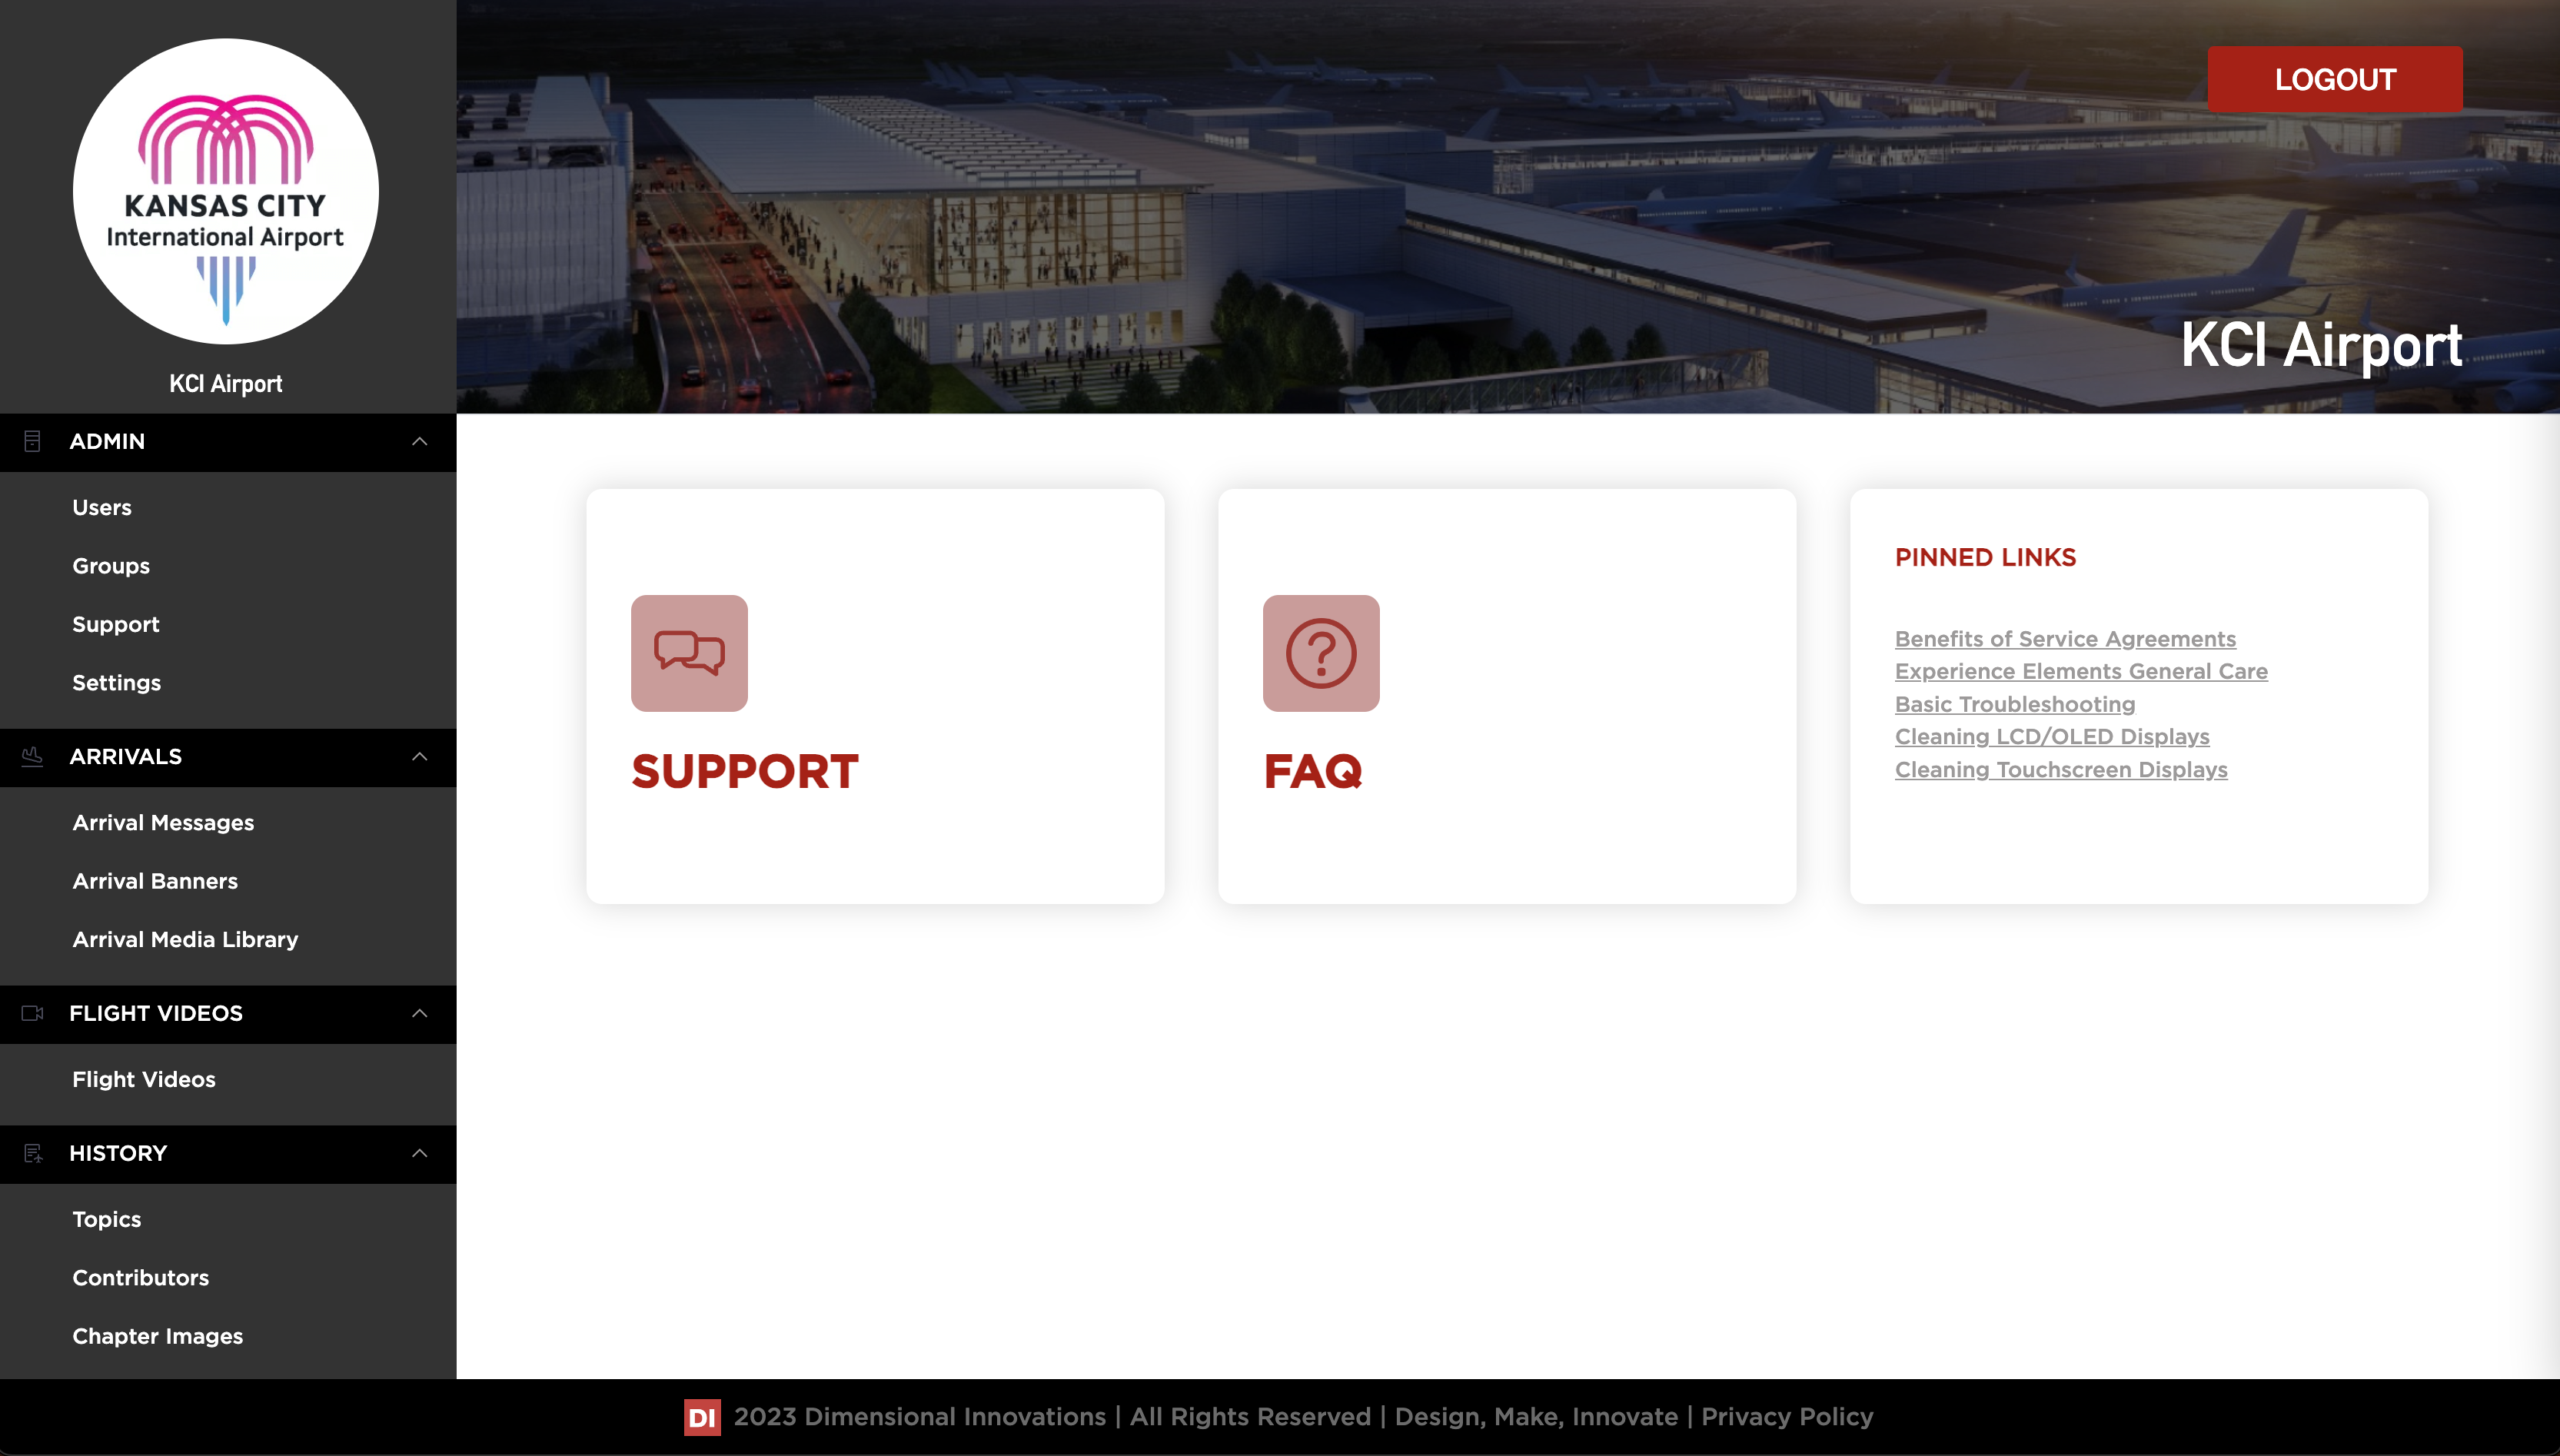 KANSAS CITY
International Airport
KCI Airport
ADMIN
Users
Groups
Support
Settings
ARRIVALS
Arrival Messages
Arrival Banners
Arrival Media Library
FLIGHT VIDEOS
Flight Videos
HISTORY
Topics
Contributors
Chapter Images
LOGOUT
KCI Airport
SUPPORT
FAQ
PINNED LINKS
Benefits of Service Agreements
Experience Elements General Care
Basic Troubleshooting
Cleaning LCD/OLED Displays
Cleaning Touchscreen Displays
DI 2023 Dimensional Innovations | All Rights Reserved | Design, Make, Innovate | Privacy Policy